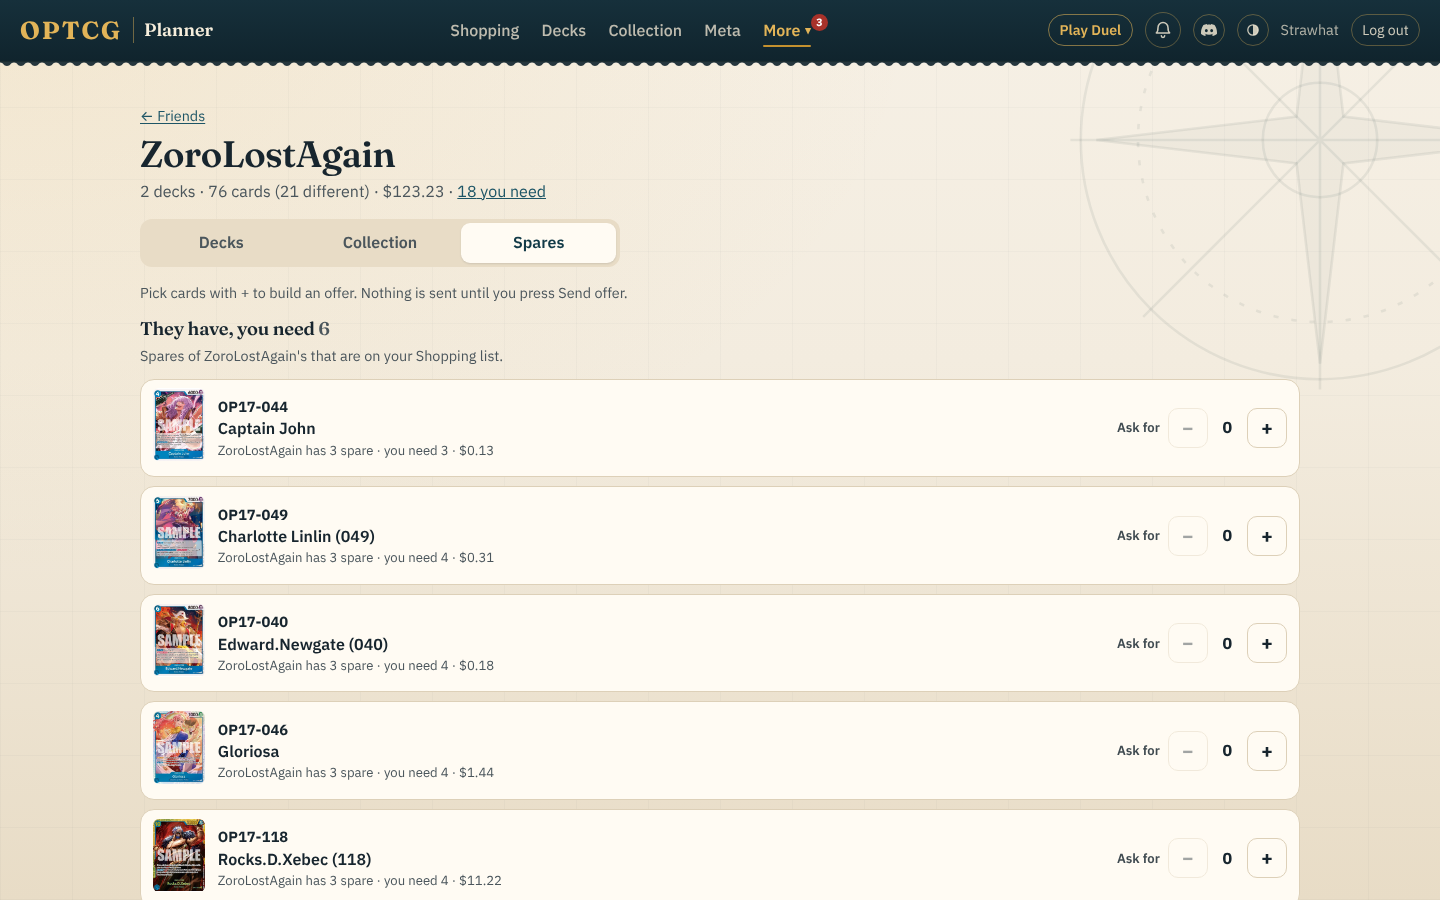 OPTCG Planner
Shopping Decks Collection Meta More ▾ 3
Play Duel Strawhat Log out
← Friends
ZoroLostAgain
2 decks · 76 cards (21 different) · $123.23 · 18 you need
Decks Collection Spares
Pick cards with + to build an offer. Nothing is sent until you press Send offer.
They have, you need 6
Spares of ZoroLostAgain's that are on your Shopping list.
SAMPLE
OP17-044
Captain John
ZoroLostAgain has 3 spare · you need 3 · $0.13
Ask for − 0 +
SAMPLE
OP17-049
Charlotte Linlin (049)
ZoroLostAgain has 3 spare · you need 4 · $0.31
Ask for − 0 +
SAMPLE
OP17-040
Edward.Newgate (040)
ZoroLostAgain has 3 spare · you need 4 · $0.18
Ask for − 0 +
SAMPLE
OP17-046
Gloriosa
ZoroLostAgain has 3 spare · you need 4 · $1.44
Ask for − 0 +
SAMPLE
OP17-118
Rocks.D.Xebec (118)
ZoroLostAgain has 3 spare · you need 4 · $11.22
Ask for − 0 +